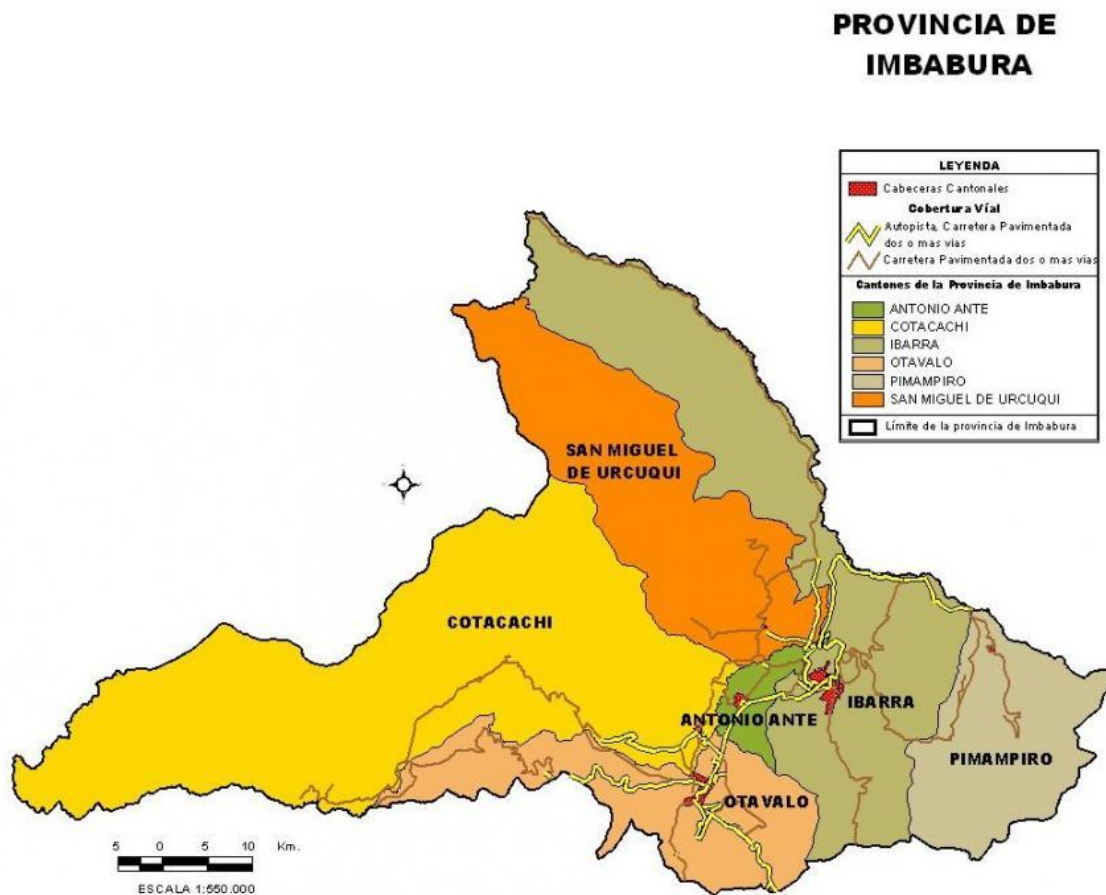 PROVINCIA DE
IMBABURA
LEYENDA
Cabeceras Cantonales
Cobertura Víal
Autopista, Carretera Pavimentada
dos o mas vias
Carretera Pavimentada dos o mas vias
Cantones de la Provincia de Imbabura
ANTONIO ANTE
COTACACHI
IBARRA
OTAVALO
PIMAMPIRO
SAN MIGUEL DE URCUQUI
Límite de la provincia de Imbabura
SAN MIGUEL
DE URCUQUI
COTACACHI
IBARRA
ANTONIO ANTE
PIMAMPIRO
OTAVALO
5 0 5 10 Km.
ESCALA 1:550.000